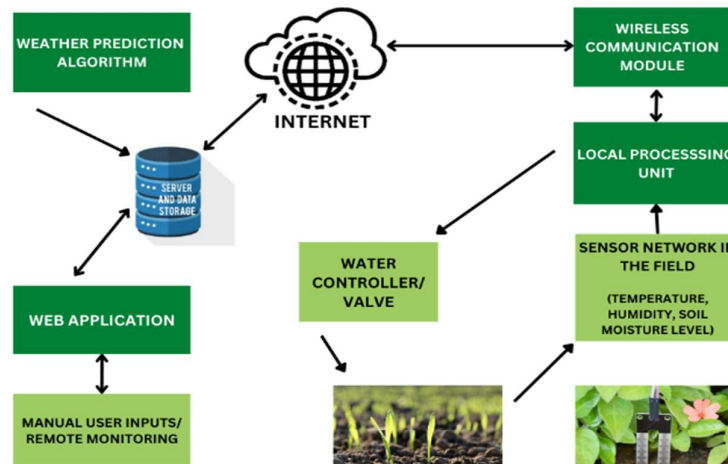 WEATHER PREDICTION
ALGORITHM
INTERNET
WIRELESS
COMMUNICATION
MODULE
SERVER
AND DATA
STORAGE
LOCAL PROCESSSING
UNIT
WATER
CONTROLLER/
VALVE
SENSOR NETWORK I
THE FIELD
(TEMPERATURE,
HUMIDITY, SOIL
MOISTURE LEVEL)
WEB APPLICATION
MANUAL USER INPUTS/
REMOTE MONITORING